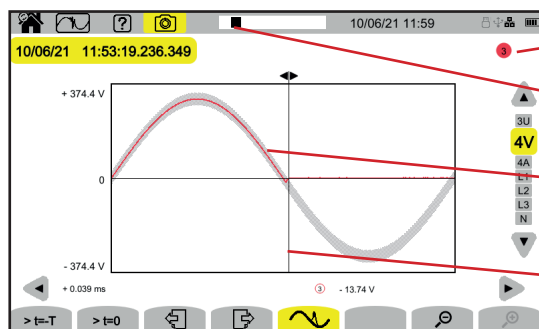 ?
10/06/21 11:59
10/06/21 11:53:19.236.349
3
+ 374.4 V
3U
4V
0
4A
L1
L2
L3
N
- 374.4 V
+ 0.039 ms
3 - 13.74 V
> t=-T
> t=0